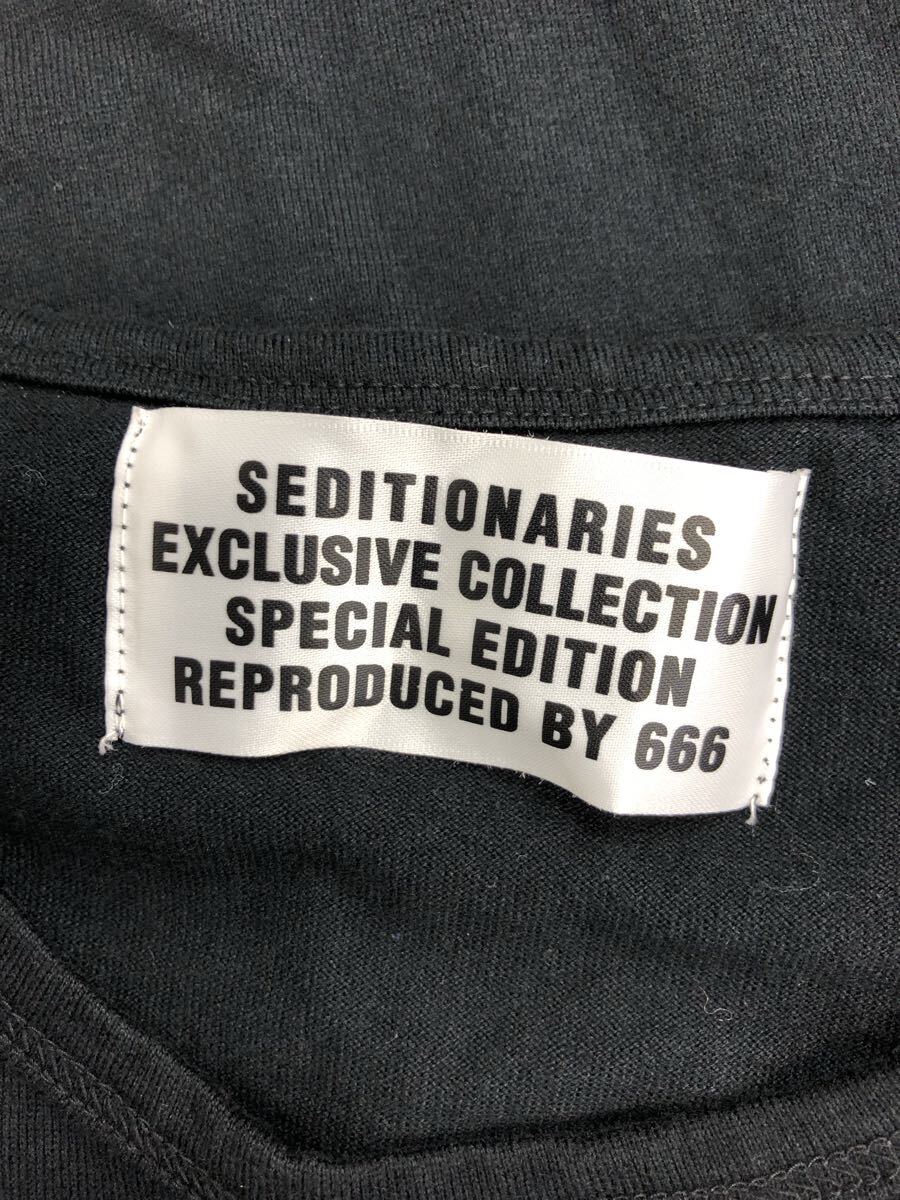 SEDITIONARIES
EXCLUSIVE COLLECTION
SPECIAL EDITION
REPRODUCED BY 666